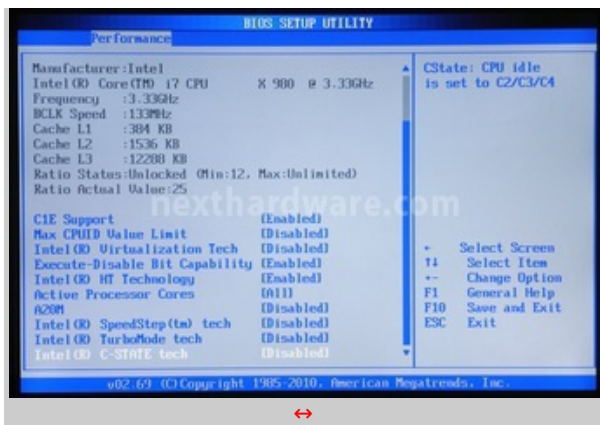 BIOS SETUP UTILITY
Performance
Manufacturer:Intel
Intel(R) Core(TM) i7 CPU X 980 @ 3.33GHz
Frequency :3.33GHz
BCLK Speed :133MHz
Cache L1 :384 KB
Cache L2 :1536 KB
Cache L3 :12288 KB
Ratio Status:Unlocked (Min:12, Max:Unlimited)
Ratio Actual Value:25
C1E Support [Enabled]
Max CPUID Value Limit [Disabled]
Intel(R) Virtualization Tech [Disabled]
Execute-Disable Bit Capability [Enabled]
Intel(R) HT Technology [Enabled]
Active Processor Cores [All]
A20M [Disabled]
Intel(R) SpeedStep(tm) tech [Disabled]
Intel(R) TurboMode tech [Disabled]
Intel(R) C-STATE tech [Disabled]
CState: CPU idle
is set to C2/C3/C4
← Select Screen
↑↓ Select Item
+- Change Option
F1 General Help
F10 Save and Exit
ESC Exit
nexthardware.com
v02.69 (C)Copyright 1985-2010, American Megatrends, Inc.